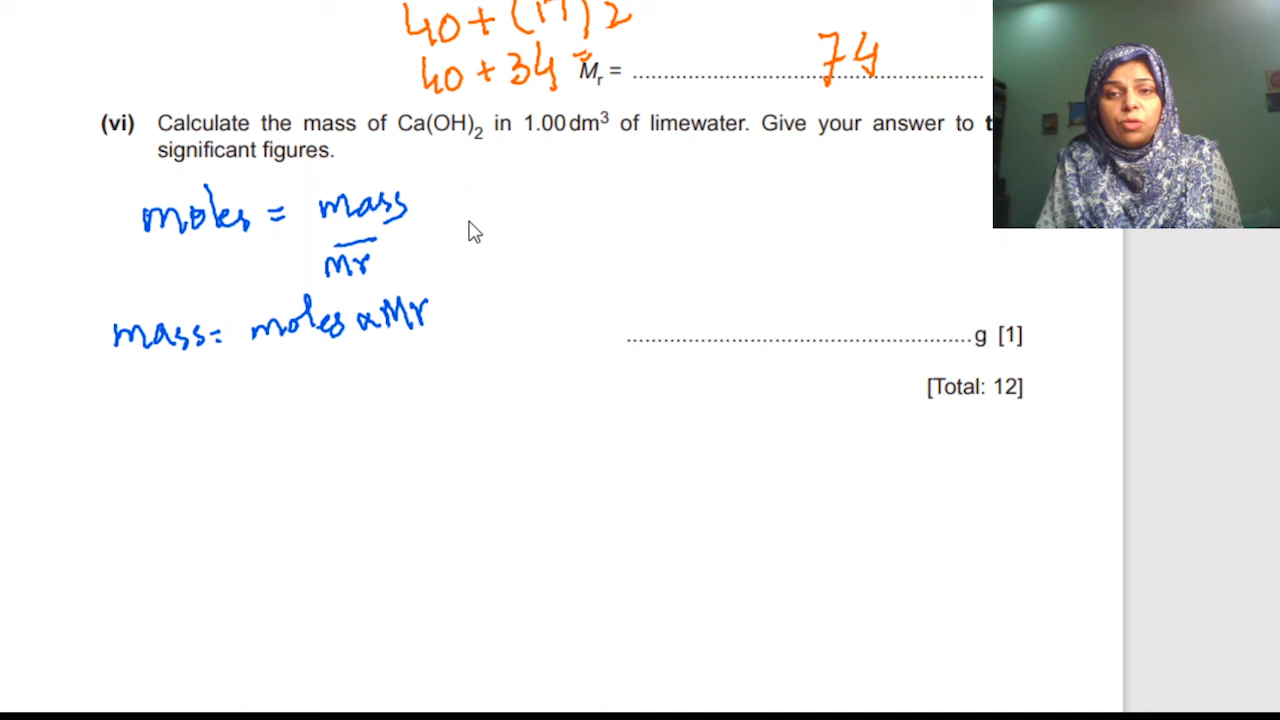 40 + (17) 2
40 + 34 = Mr = ........................................................................ 74
(vi) Calculate the mass of Ca(OH)2 in 1.00 dm3 of limewater. Give your answer to
significant figures.
moles = mass
Mr
mass = moles x Mr
........................................................................ g [1]
[Total: 12]